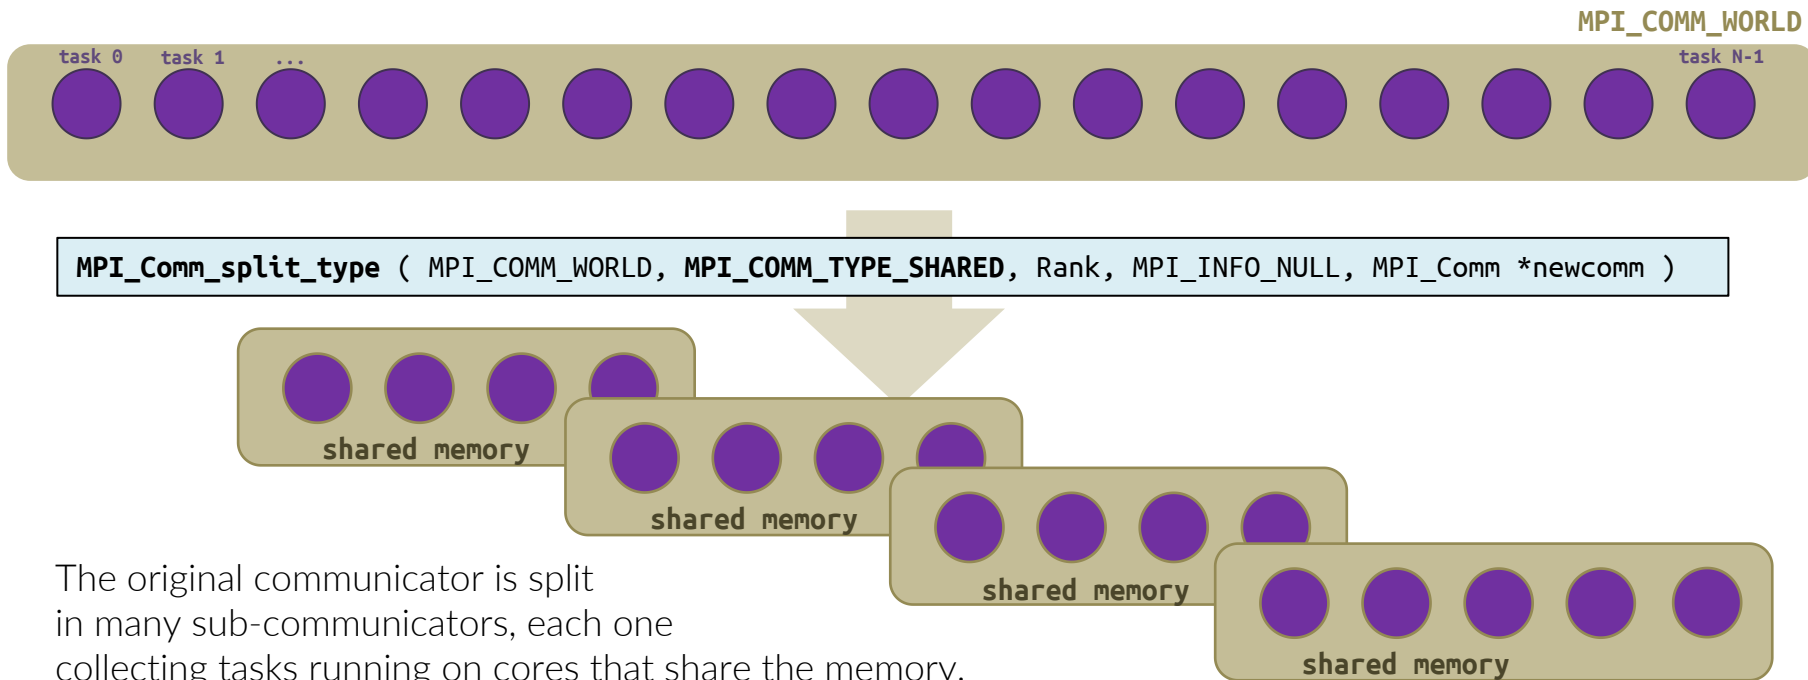 MPI_COMM_WORLD
task 0 task 1 ... task N-1
MPI_Comm_split_type ( MPI_COMM_WORLD, MPI_COMM_TYPE_SHARED, Rank, MPI_INFO_NULL, MPI_Comm *newcomm )
shared memory
shared memory
shared memory
shared memory
The original communicator is split
in many sub-communicators, each one
collecting tasks running on cores that share the memory.